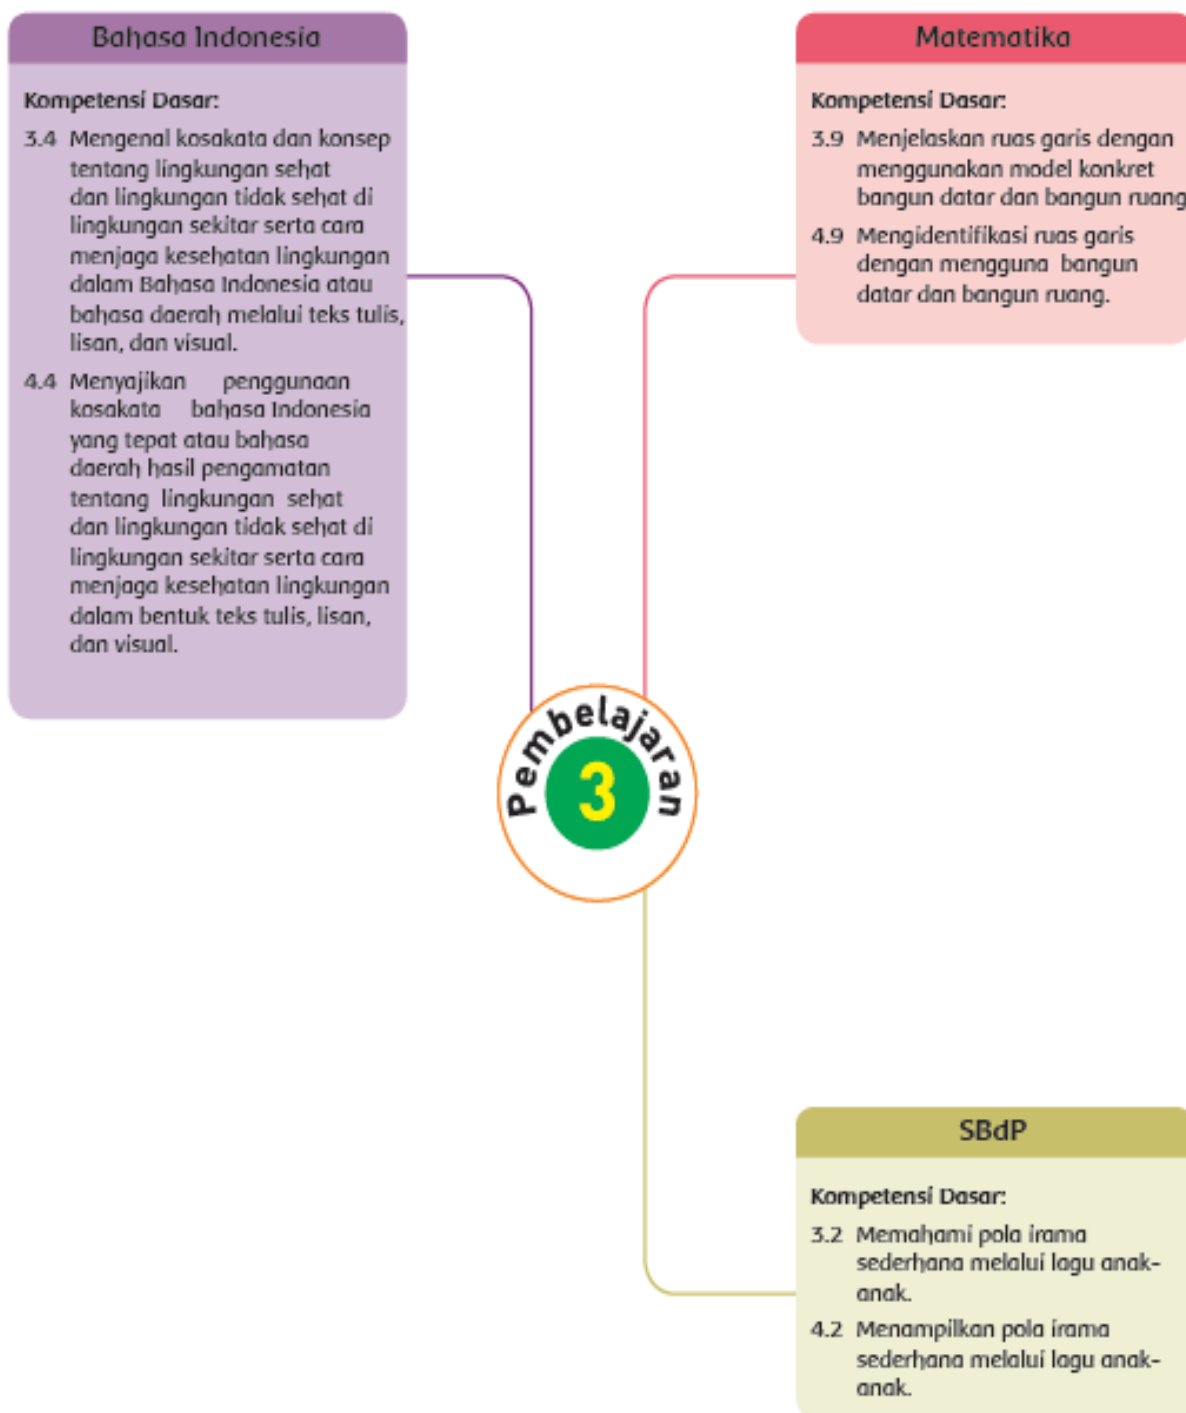 Bahasa Indonesia
Kompetensi Dasar:
3.4 Mengenal kosakata dan konsep
tentang lingkungan sehat
dan lingkungan tidak sehat di
lingkungan sekitar serta cara
menjaga kesehatan lingkungan
dalam Bahasa Indonesia atau
bahasa daerah melalui teks tulis,
lisan, dan visual.
4.4 Menyajikan penggunaan
kosakata bahasa Indonesia
yang tepat atau bahasa
daerah hasil pengamatan
tentang lingkungan sehat
dan lingkungan tidak sehat di
lingkungan sekitar serta cara
menjaga kesehatan lingkungan
dalam bentuk teks tulis, lisan,
dan visual.
Matematika
Kompetensi Dasar:
3.9 Menjelaskan ruas garis dengan
menggunakan model konkret
bangun datar dan bangun ruang
4.9 Mengidentifikasi ruas garis
dengan mengguna bangun
datar dan bangun ruang.
Pembelajaran
3
SBdP
Kompetensi Dasar:
3.2 Memahami pola irama
sederhana melalui lagu anak-
anak.
4.2 Menampilkan pola irama
sederhana melalui lagu anak-
anak.